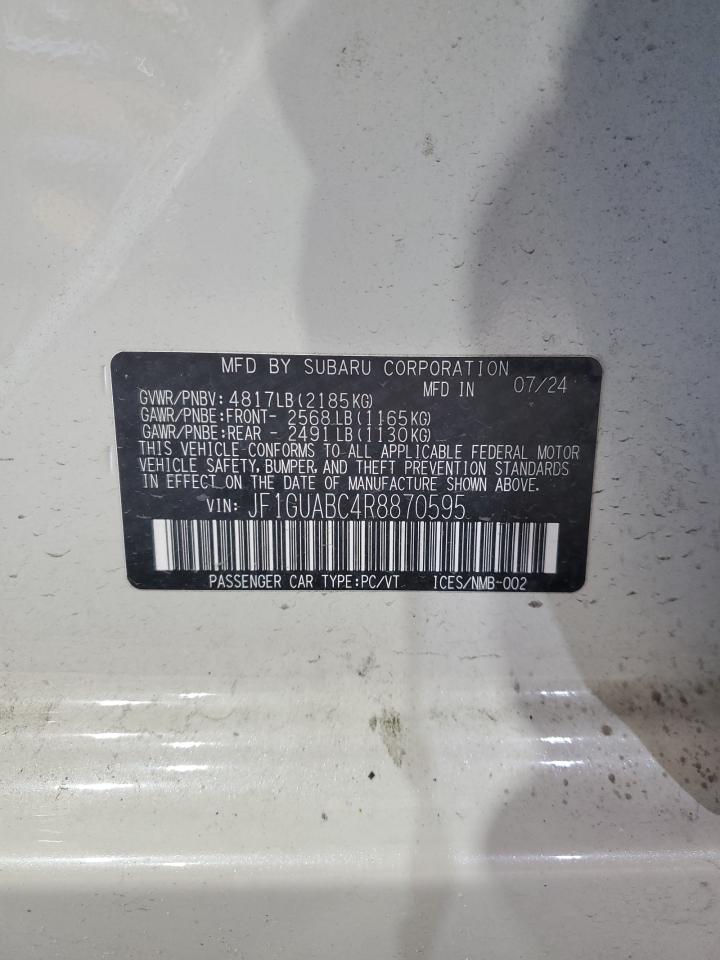 MFD BY SUBARU CORPORATION
MFD IN 07/24
GVWR/PNBV: 4817LB(2185KG)
GAWR/PNBE:FRONT- 2568LB(1165KG)
GAWR/PNBE:REAR - 2491LB(1130KG)
THIS VEHICLE CONFORMS TO ALL APPLICABLE FEDERAL MOTOR
VEHICLE SAFETY, BUMPER, AND THEFT PREVENTION STANDARDS
IN EFFECT ON THE DATE OF MANUFACTURE SHOWN ABOVE.
VIN: JF1GUABC4R8870595
PASSENGER CAR TYPE:PC/VT ICES/NMB-002